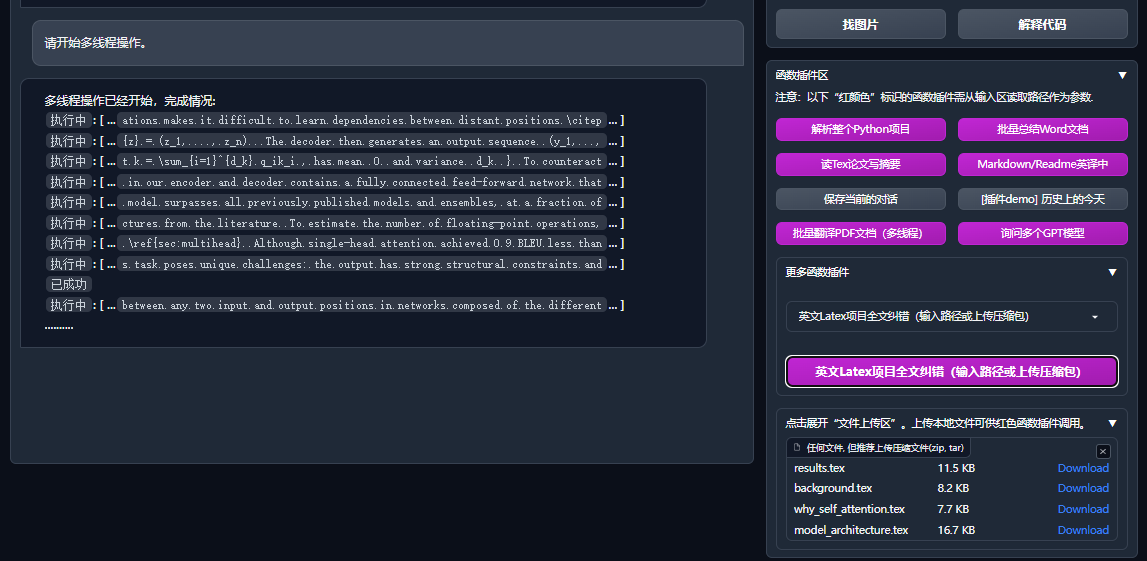 请开始多线程操作。
多线程操作已经开始，完成情况:
执行中:[…ations.makes.it.difficult.to.learn.dependencies.between.distant.positions.\citep…]
执行中:[…{z}.=.(z_1,....,.z_n)...The.decoder.then.generates.an.output.sequence..(y_1,...,…]
执行中:[…t.k.=.\sum_{i=1}^{d_k}.q_ik_i.,.has.mean..0..and.variance..d_k..}..To.counteract…]
执行中:[….in.our.encoder.and.decoder.contains.a.fully.connected.feed-forward.network.that…]
执行中:[….model.surpasses.all.previously.published.models.and.ensembles,.at.a.fraction.of…]
执行中:[…ctures.from.the.literature..To.estimate.the.number.of.floating-point.operations,…]
执行中:[….\ref{sec:multihead}..Although.single-head.attention.achieved.0.9.BLEU.less.than…]
执行中:[…s.task.poses.unique.challenges:.the.output.has.strong.structural.constraints.and…]
已成功
执行中:[…between.any.two.input.and.output.positions.in.networks.composed.of.the.different…]
..........
找图片
解释代码
函数插件区 ▼
注意：以下“红颜色”标识的函数插件需从输入区读取路径作为参数.
解析整个Python项目
批量总结Word文档
读Tex论文写摘要
Markdown/Readme英译中
保存当前的对话
[插件demo] 历史上的今天
批量翻译PDF文档（多线程）
询问多个GPT模型
更多函数插件 ▼
英文Latex项目全文纠错（输入路径或上传压缩包）
英文Latex项目全文纠错（输入路径或上传压缩包）
点击展开“文件上传区”。上传本地文件可供红色函数插件调用。 ▼
任何文件, 但推荐上传压缩文件(zip, tar)
results.tex 11.5 KB Download
background.tex 8.2 KB Download
why_self_attention.tex 7.7 KB Download
model_architecture.tex 16.7 KB Download